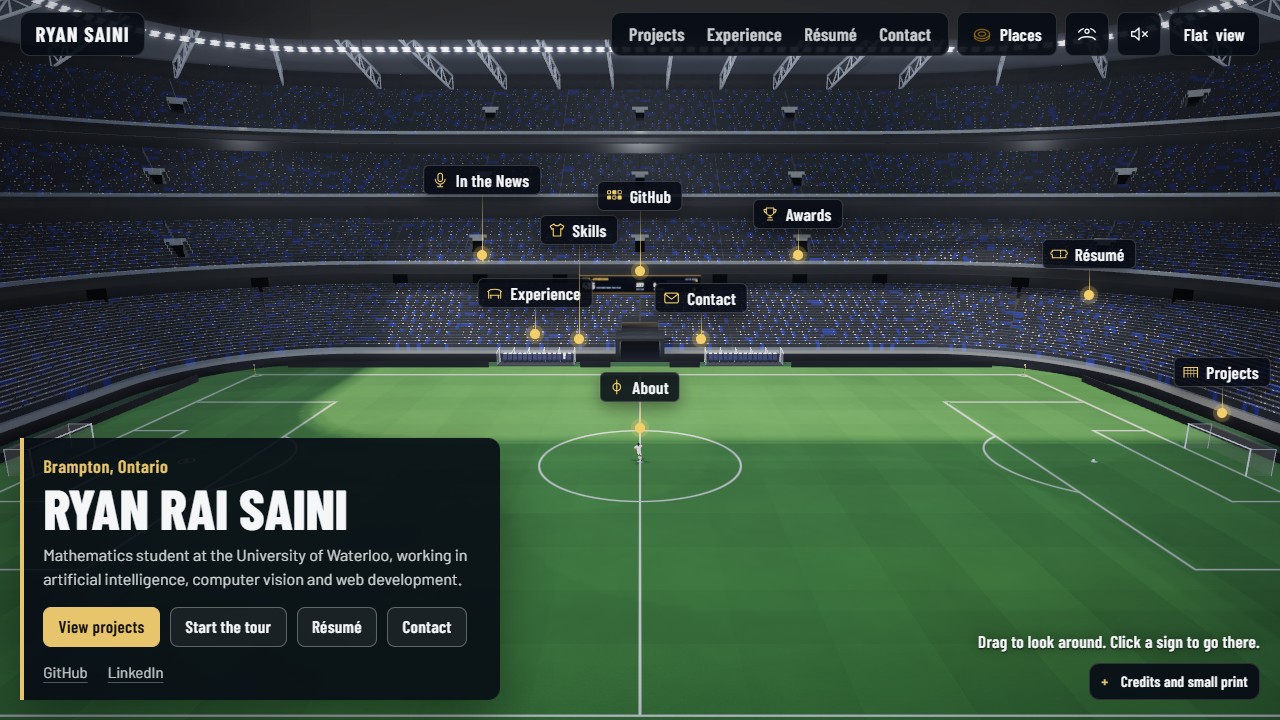 RYAN SAINI
Projects Experience Résumé Contact
Places
Flat view
In the News
GitHub
Skills
Awards
Résumé
Experience
Contact
Projects
About
Brampton, Ontario
RYAN RAI SAINI
Mathematics student at the University of Waterloo, working in
artificial intelligence, computer vision and web development.
View projects Start the tour Résumé Contact
GitHub LinkedIn
Drag to look around. Click a sign to go there.
+ Credits and small print